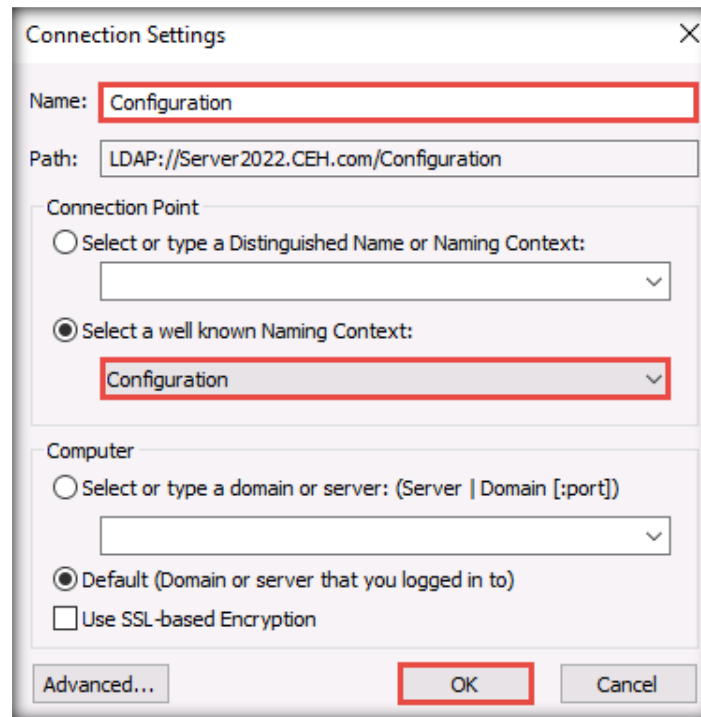 Connection Settings
Name: Configuration
Path: LDAP://Server2022.CEH.com/Configuration
Connection Point
Select or type a Distinguished Name or Naming Context:
Select a well known Naming Context:
Configuration
Computer
Select or type a domain or server: (Server | Domain [:port])
Default (Domain or server that you logged in to)
Use SSL-based Encryption
Advanced... OK Cancel